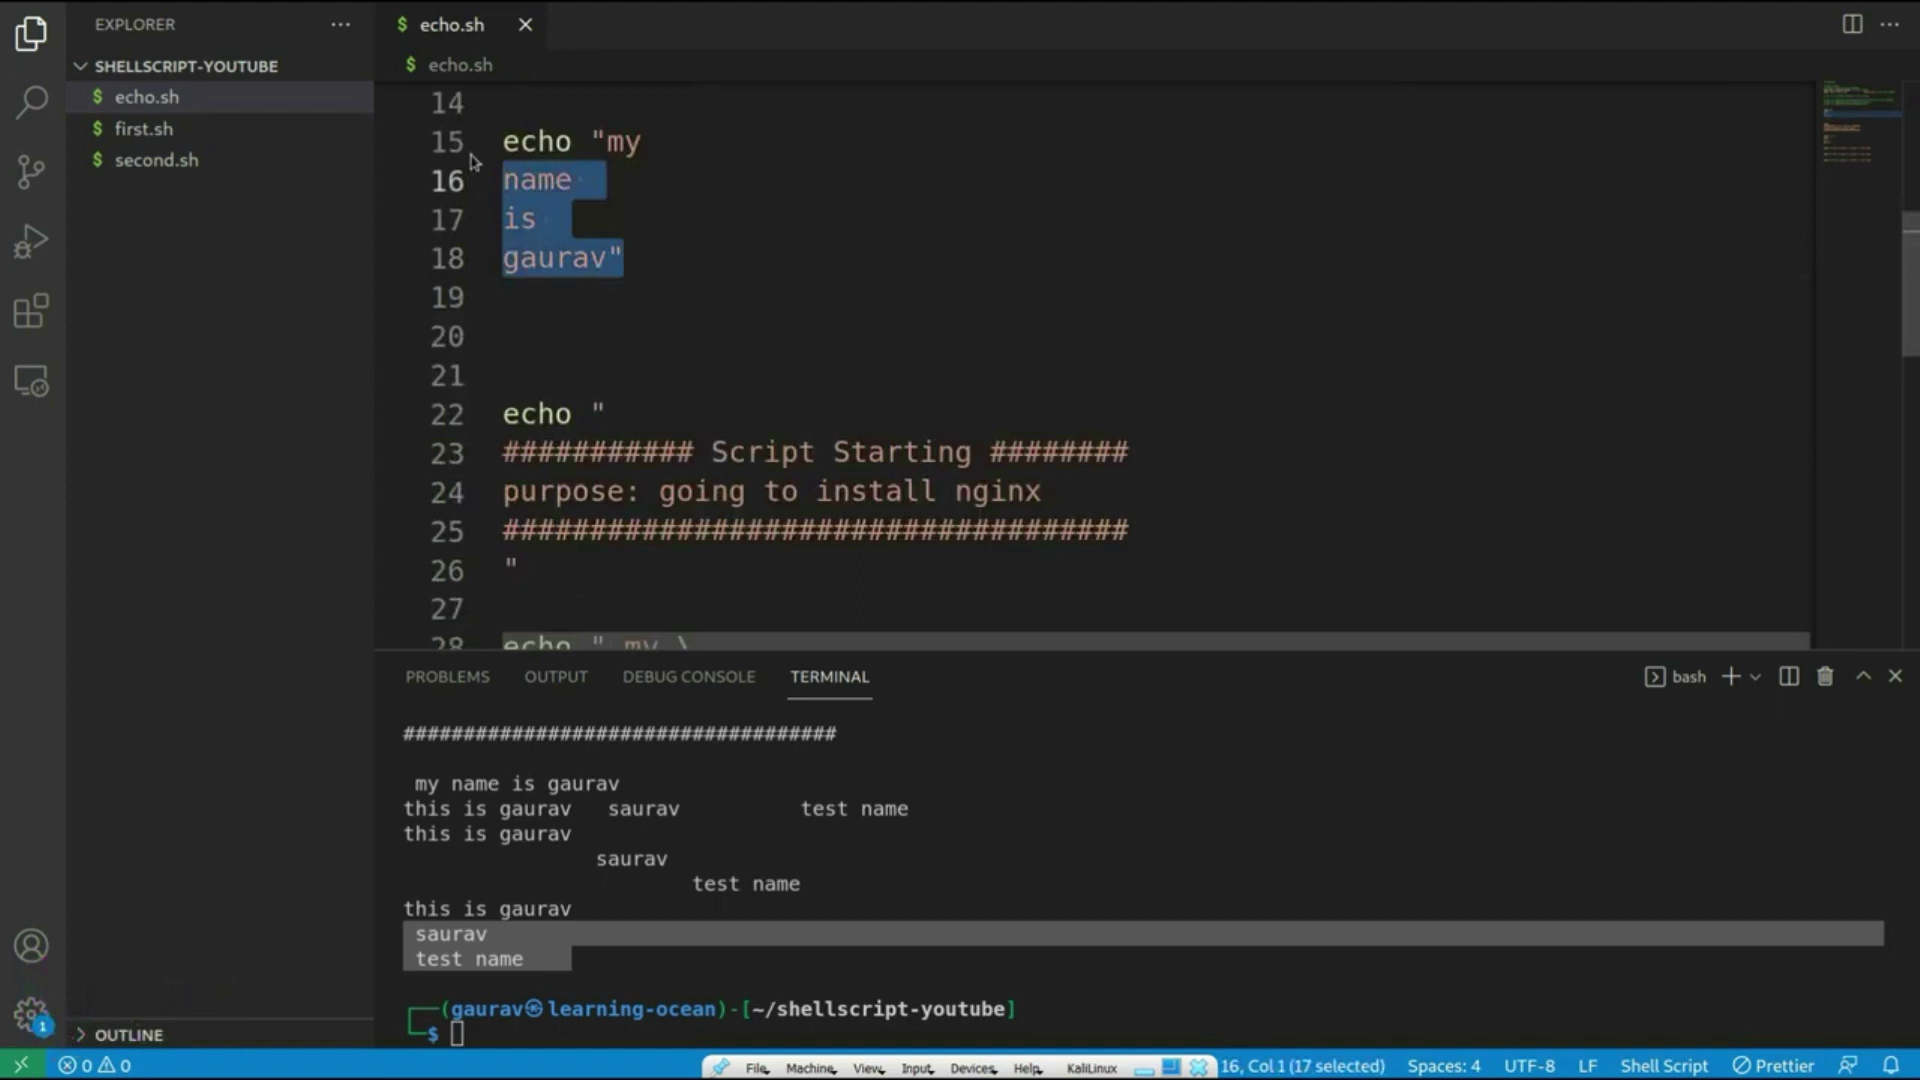 EXPLORER
SHELLSCRIPT-YOUTUBE
$ echo.sh
$ first.sh
$ second.sh
OUTLINE
$ echo.sh
$ echo.sh
14
15 echo "my
16 name
17 is
18 gaurav"
19
20
21
22 echo "
23 ########### Script Starting ########
24 purpose: going to install nginx
25 ####################################
26 "
27
28 echo " my \
PROBLEMS OUTPUT DEBUG CONSOLE TERMINAL bash
####################################
my name is gaurav
this is gaurav saurav test name
this is gaurav
saurav
test name
this is gaurav
saurav
test name
(gaurav㉿learning-ocean)-[~/shellscript-youtube]
$
1
0 0 File Machine View Input Devices Help KaliLinux 16, Col 1 (17 selected) Spaces: 4 UTF-8 LF Shell Script Prettier